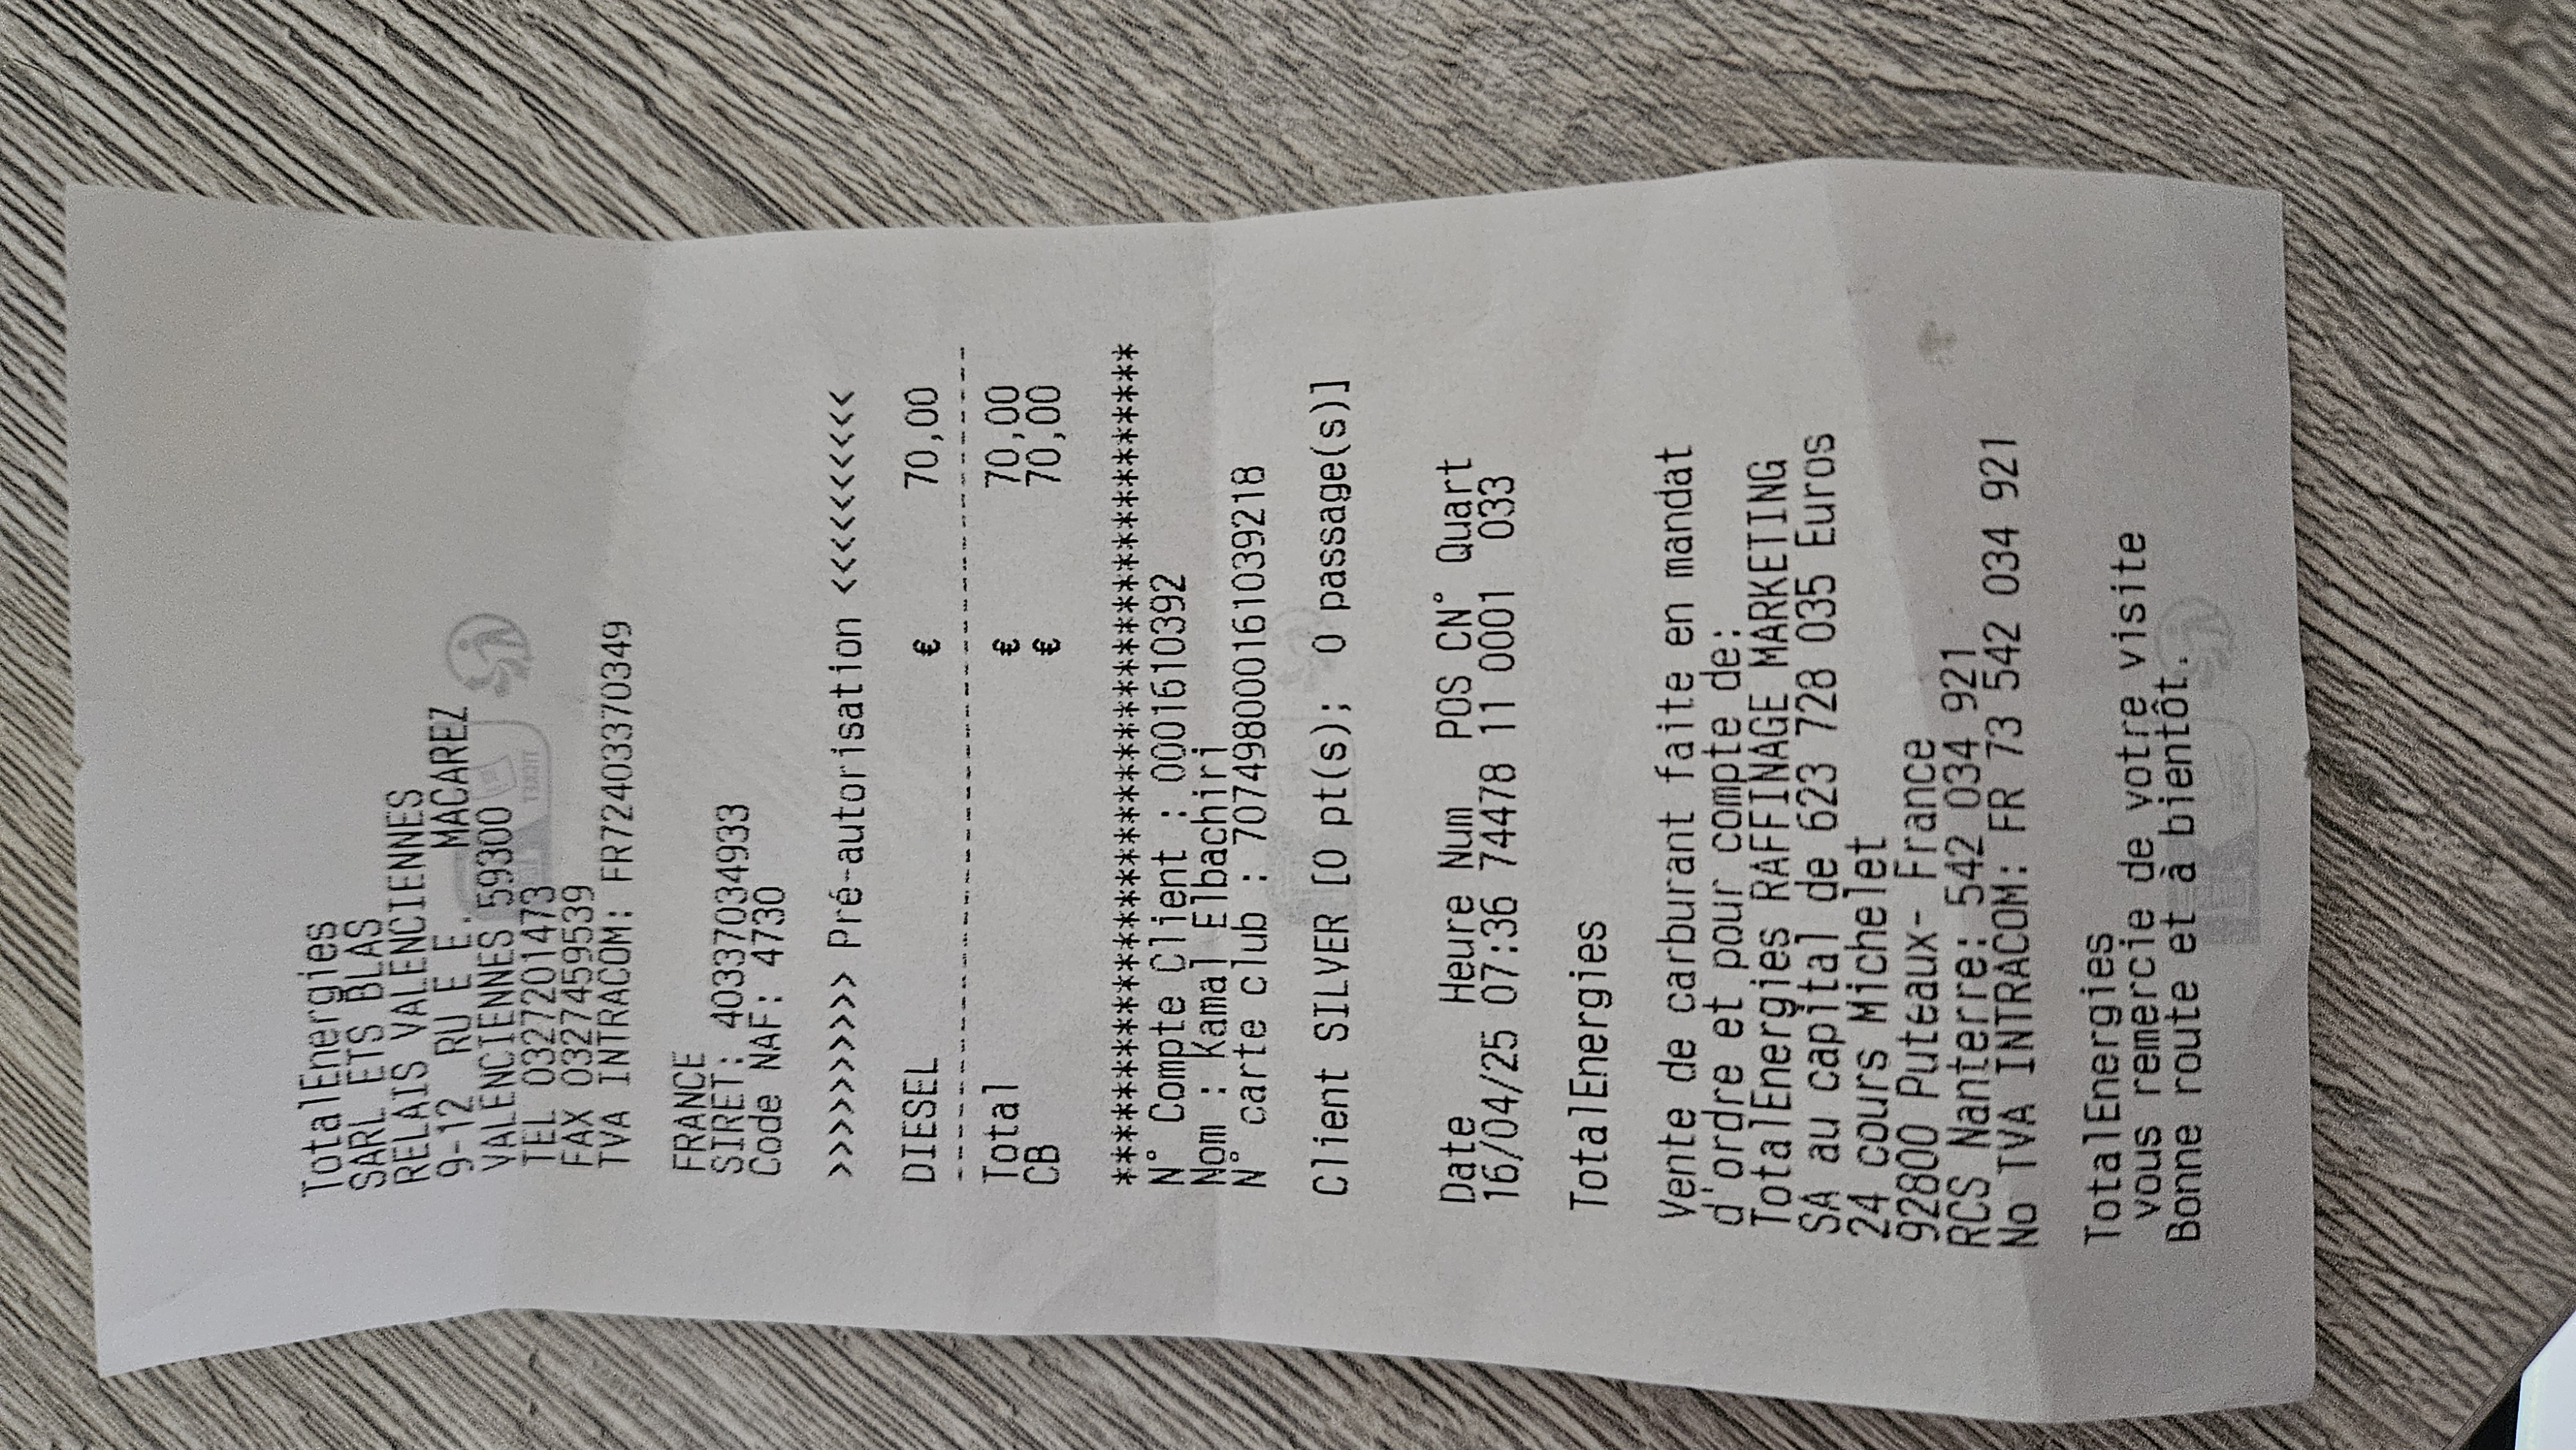 TotalEnergies
SARL ETS BLAS
RELAIS VALENCIENNES
9-12  RU E E.   MACAREZ
VALENCIENNES 59300
TEL 0327201473
FAX 0327459539
TVA INTRACOM: FR72403370349
FRANCE
SIRET: 40337034933
Code NAF: 4730
>>>>>>>>>> Pré-autorisation <<<<<<<<<<
DIESEL € 70,00
----------------------------------------
Total € 70,00
CB € 70,00
****************************************
N° Compte Client : 0001610392
Nom : Kamal Elbachiri
N° carte club : 707498000161039218
Client SILVER [0 pt(s);  0 passage(s)]
Date Heure Num POS CN° Quart
16/04/25 07:36 74478 11 0001 033
TotalEnergies
Vente de carburant faite en mandat
d'ordre et pour compte de:
TotalEnergies RAFFINAGE MARKETING
SA au capital de 623 728 035 Euros
24 cours Michelet
92800 Puteaux- France
RCS Nanterre: 542 034 921
No TVA INTRACOM: FR 73 542 034 921
TotalEnergies
vous remercie de votre visite
Bonne route et à bientôt.